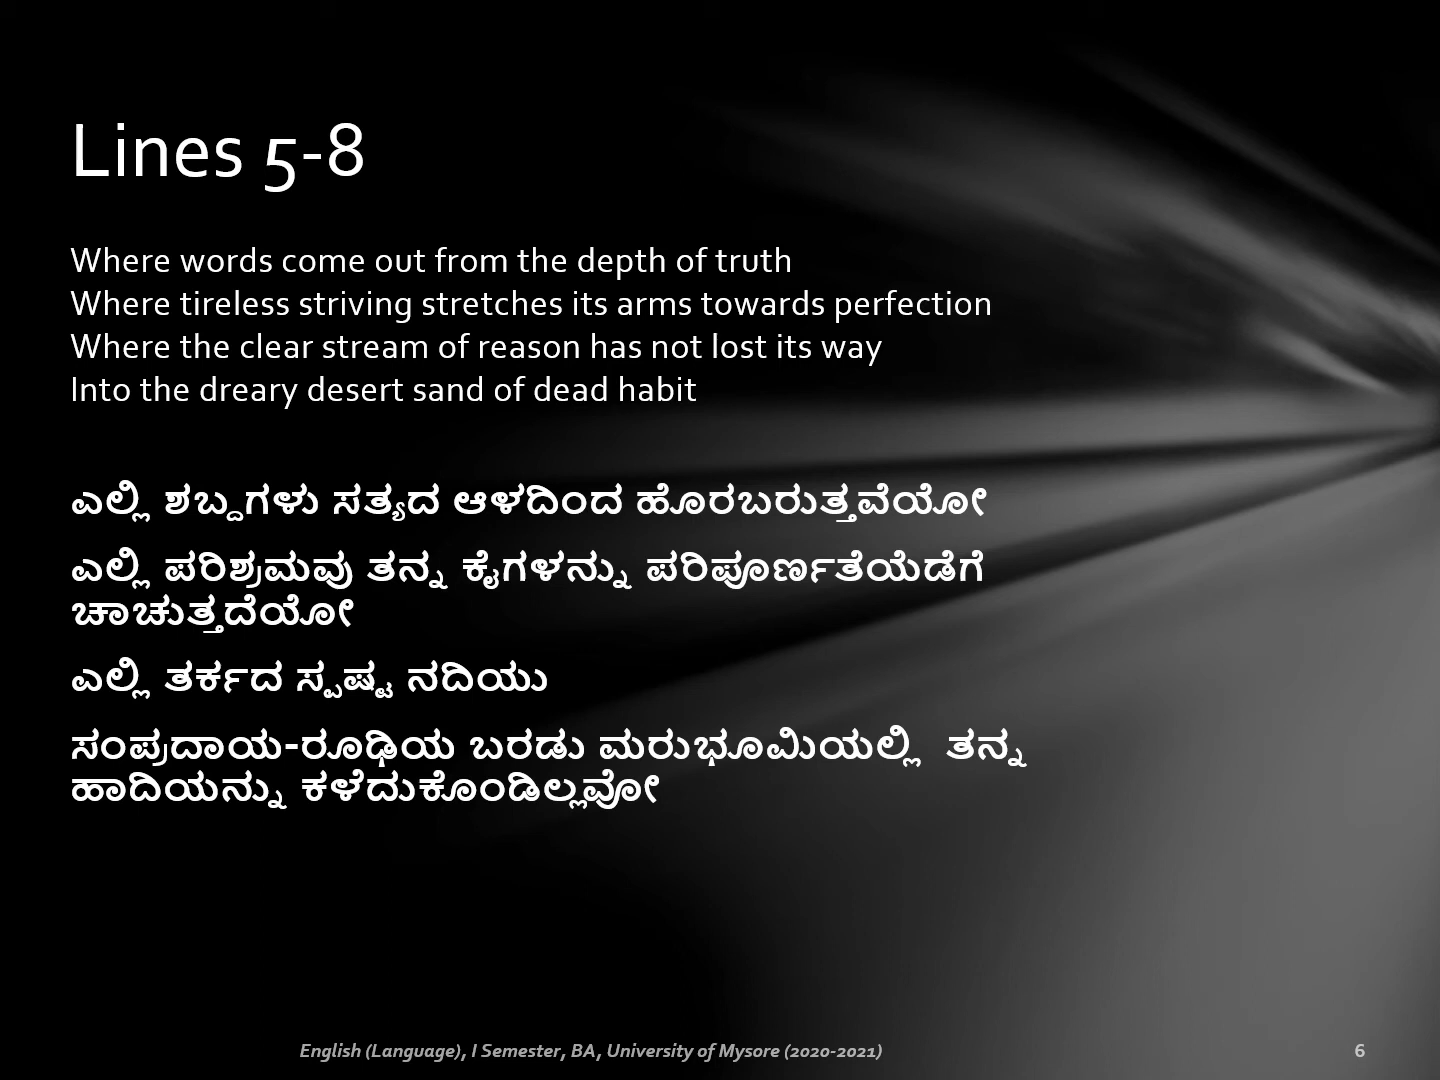 Lines 5-8
Where words come out from the depth of truth
Where tireless striving stretches its arms towards perfection
Where the clear stream of reason has not lost its way
Into the dreary desert sand of dead habit
ಎಲ್ಲಿ ಶಬ್ದಗಳು ಸತ್ಯದ ಆಳದಿಂದ ಹೊರಬರುತ್ತವೆಯೋ
ಎಲ್ಲಿ ಪರಿಶ್ರಮವು ತನ್ನ ಕೈಗಳನ್ನು ಪರಿಪೂರ್ಣತೆಯೆಡೆಗೆ
ಚಾಚುತ್ತದೆಯೋ
ಎಲ್ಲಿ ತರ್ಕದ ಸ್ಪಷ್ಟ ನದಿಯು
ಸಂಪ್ರದಾಯ-ರೂಢಿಯ ಬರಡು ಮರುಭೂಮಿಯಲ್ಲಿ ತನ್ನ
ಹಾದಿಯನ್ನು ಕಳೆದುಕೊಂಡಿಲ್ಲವೋ
English (Language), I Semester, BA, University of Mysore (2020-2021)
6